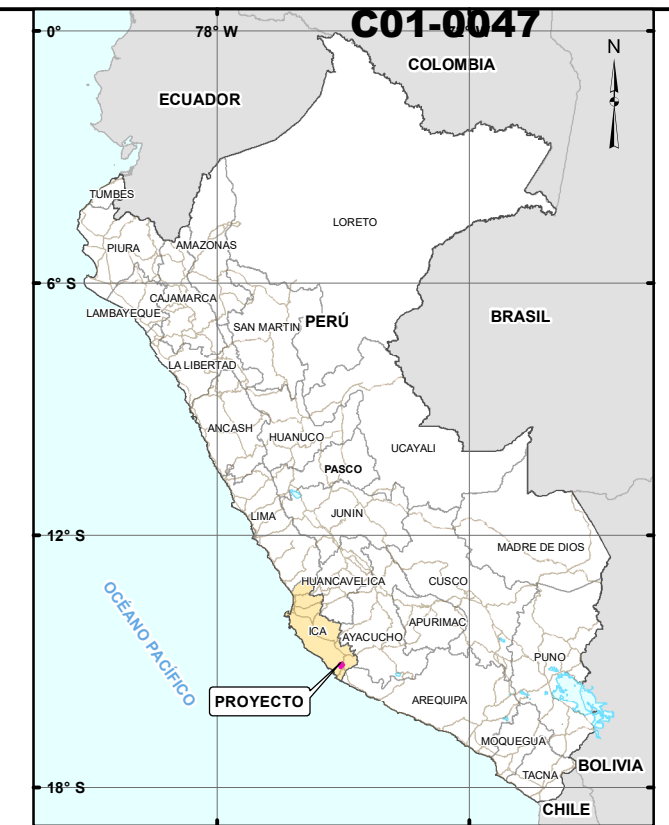 C01-0047
0°
78° W
72° W
N
COLOMBIA
ECUADOR
TUMBES
LORETO
PIURA
AMAZONAS
6° S
CAJAMARCA
LAMBAYEQUE
SAN MARTIN
PERÚ
BRASIL
LA LIBERTAD
ANCASH
HUANUCO
UCAYALI
PASCO
LIMA
JUNIN
12° S
MADRE DE DIOS
HUANCAVELICA
CUSCO
OCÉANO PACÍFICO
ICA
AYACUCHO
APURIMAC
PUNO
PROYECTO
AREQUIPA
MOQUEGUA
BOLIVIA
TACNA
18° S
CHILE